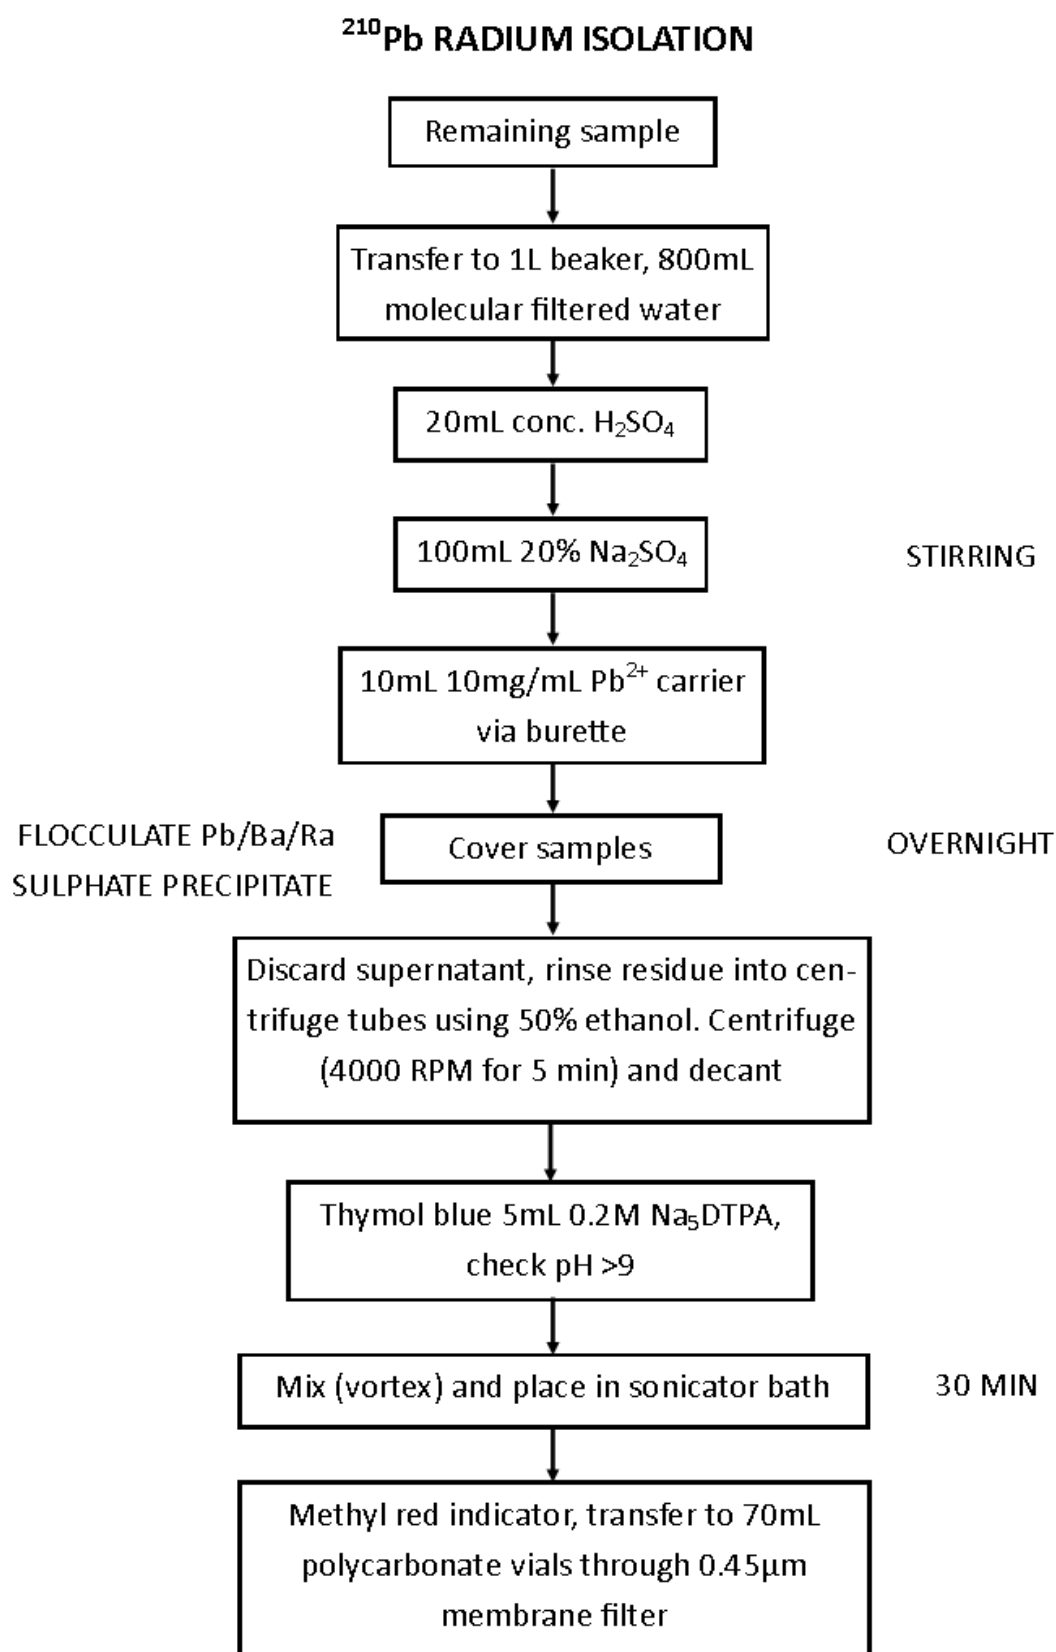 ²¹⁰Pb RADIUM ISOLATION
Remaining sample
Transfer to 1L beaker, 800mL
molecular filtered water
20mL conc. H₂SO₄
100mL 20% Na₂SO₄
STIRRING
10mL 10mg/mL Pb²⁺ carrier
via burette
FLOCCULATE Pb/Ba/Ra
SULPHATE PRECIPITATE
Cover samples
OVERNIGHT
Discard supernatant, rinse residue into cen-
trifuge tubes using 50% ethanol. Centrifuge
(4000 RPM for 5 min) and decant
Thymol blue 5mL 0.2M Na₅DTPA,
check pH >9
Mix (vortex) and place in sonicator bath
30 MIN
Methyl red indicator, transfer to 70mL
polycarbonate vials through 0.45µm
membrane filter